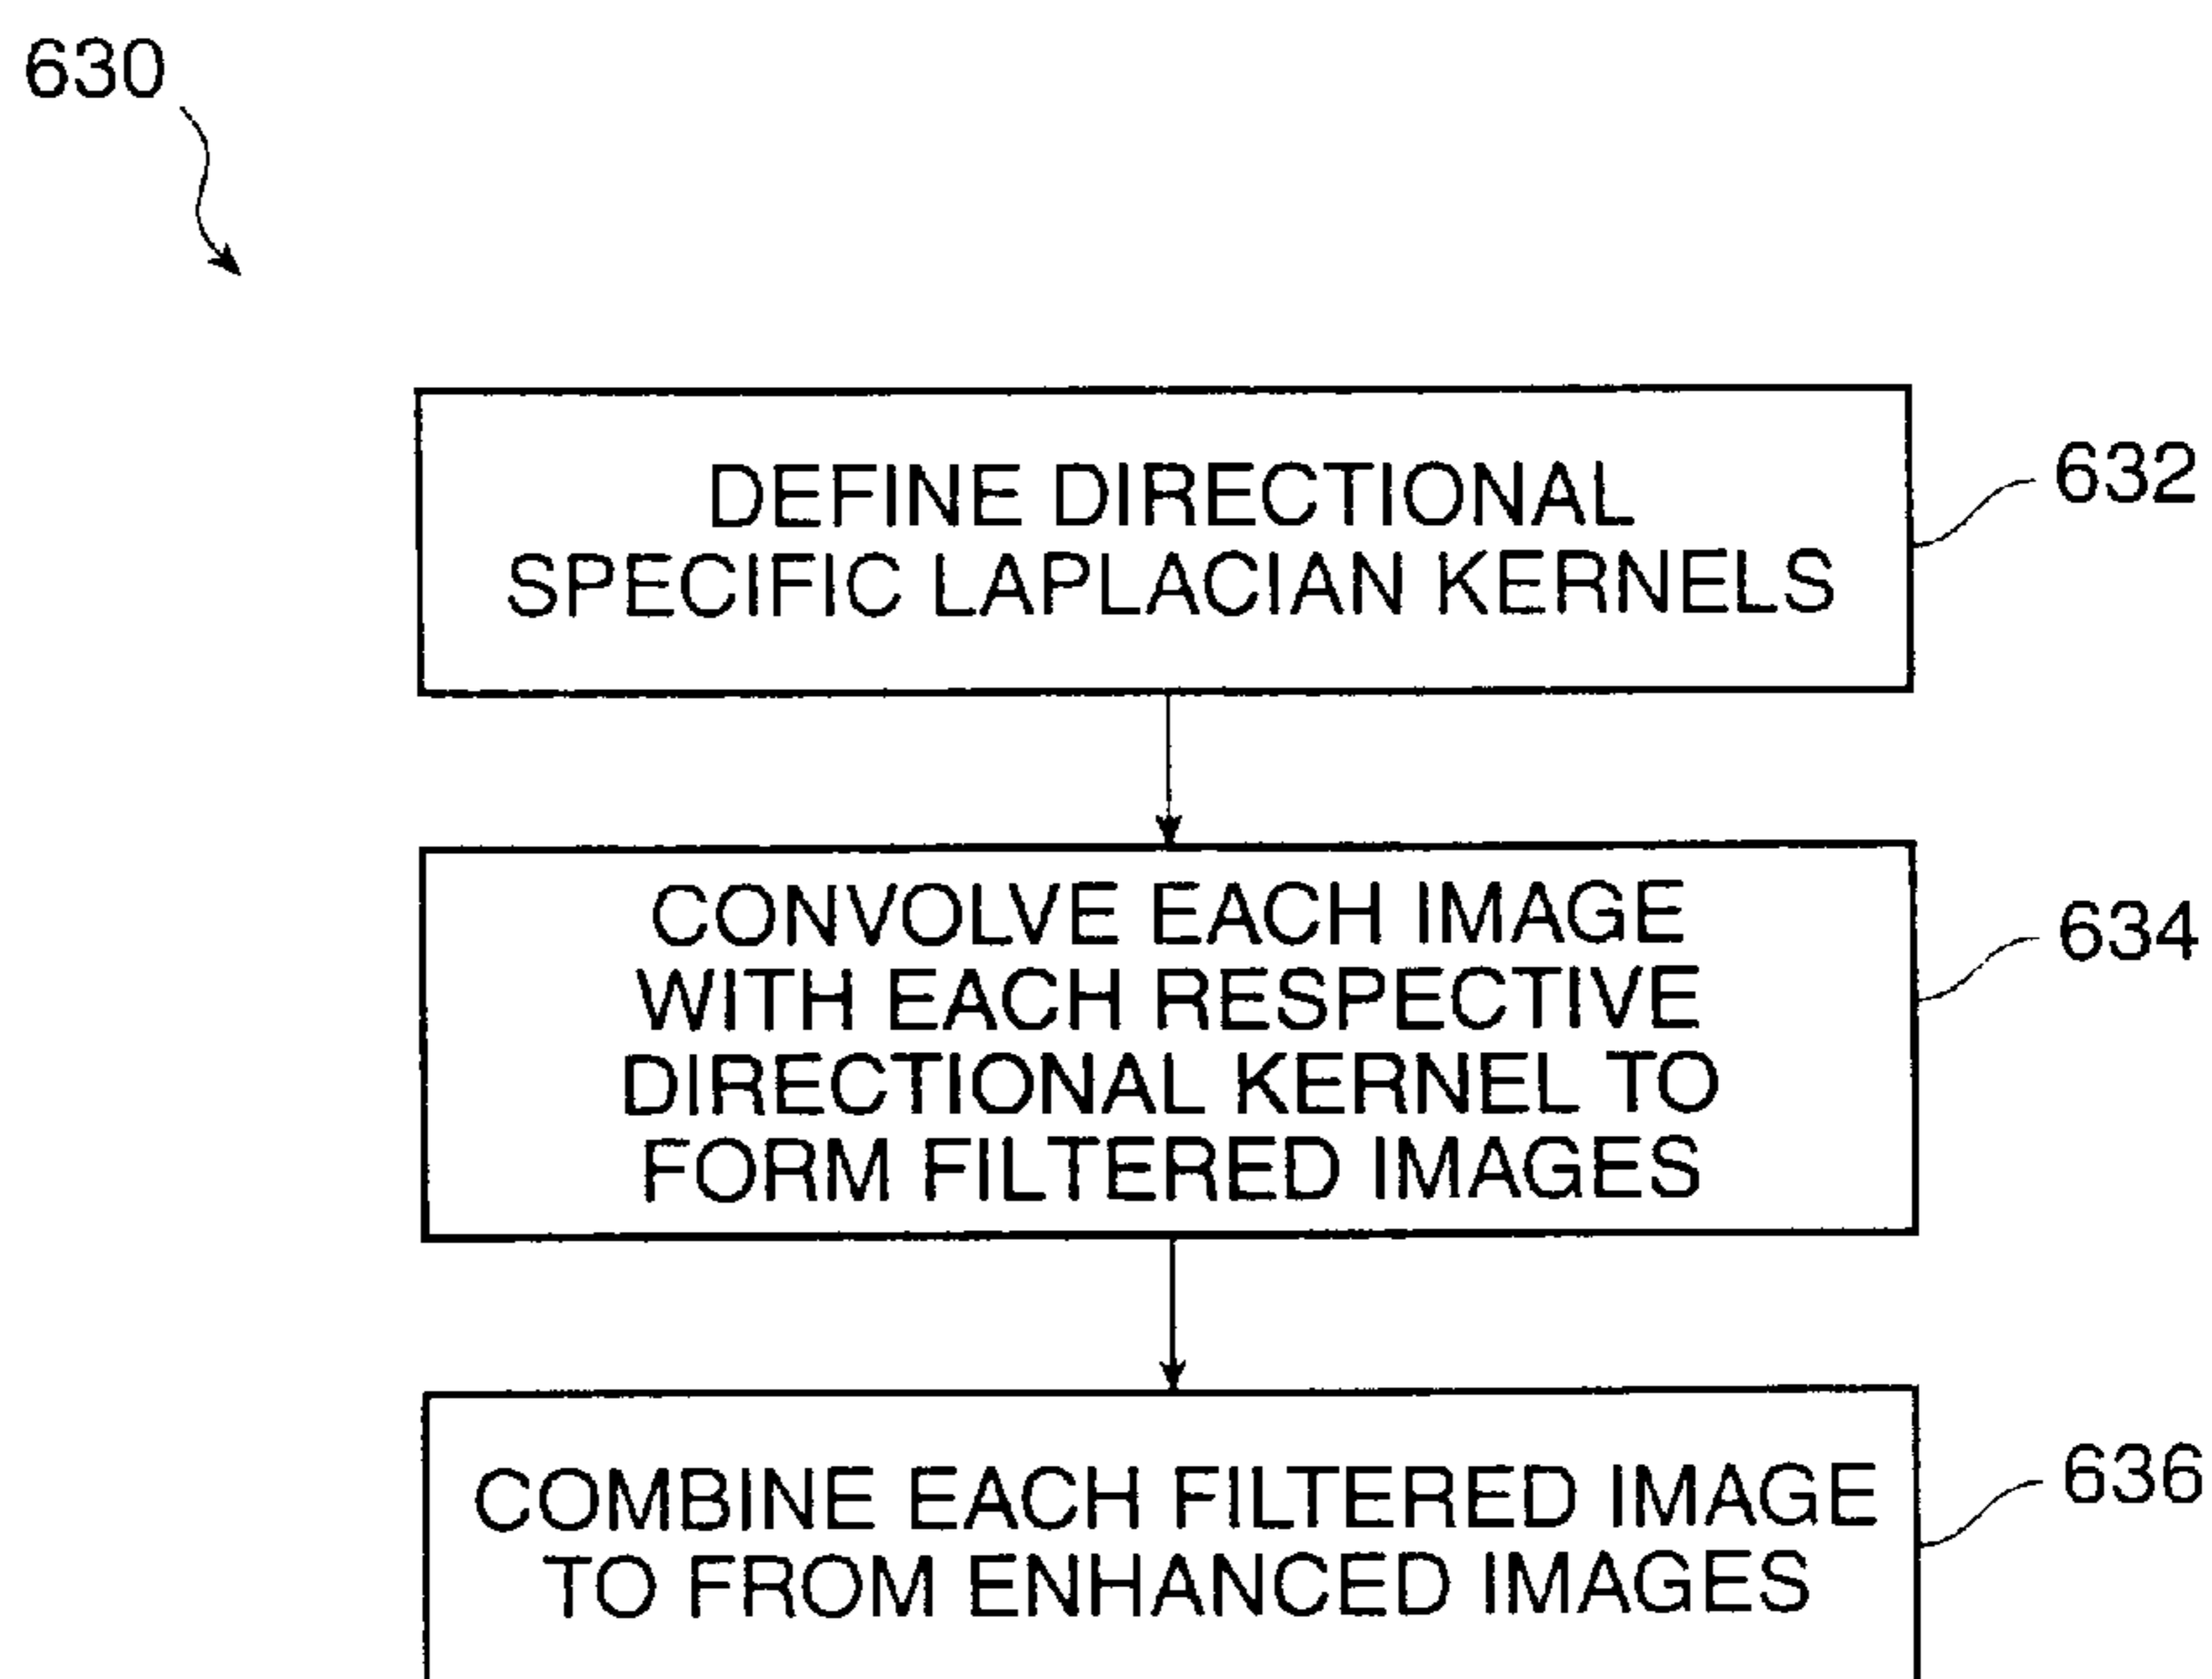 630
DEFINE DIRECTIONAL
SPECIFIC LAPLACIAN KERNELS
632
CONVOLVE EACH IMAGE
WITH EACH RESPECTIVE
DIRECTIONAL KERNEL TO
FORM FILTERED IMAGES
634
COMBINE EACH FILTERED IMAGE
TO FROM ENHANCED IMAGES
636